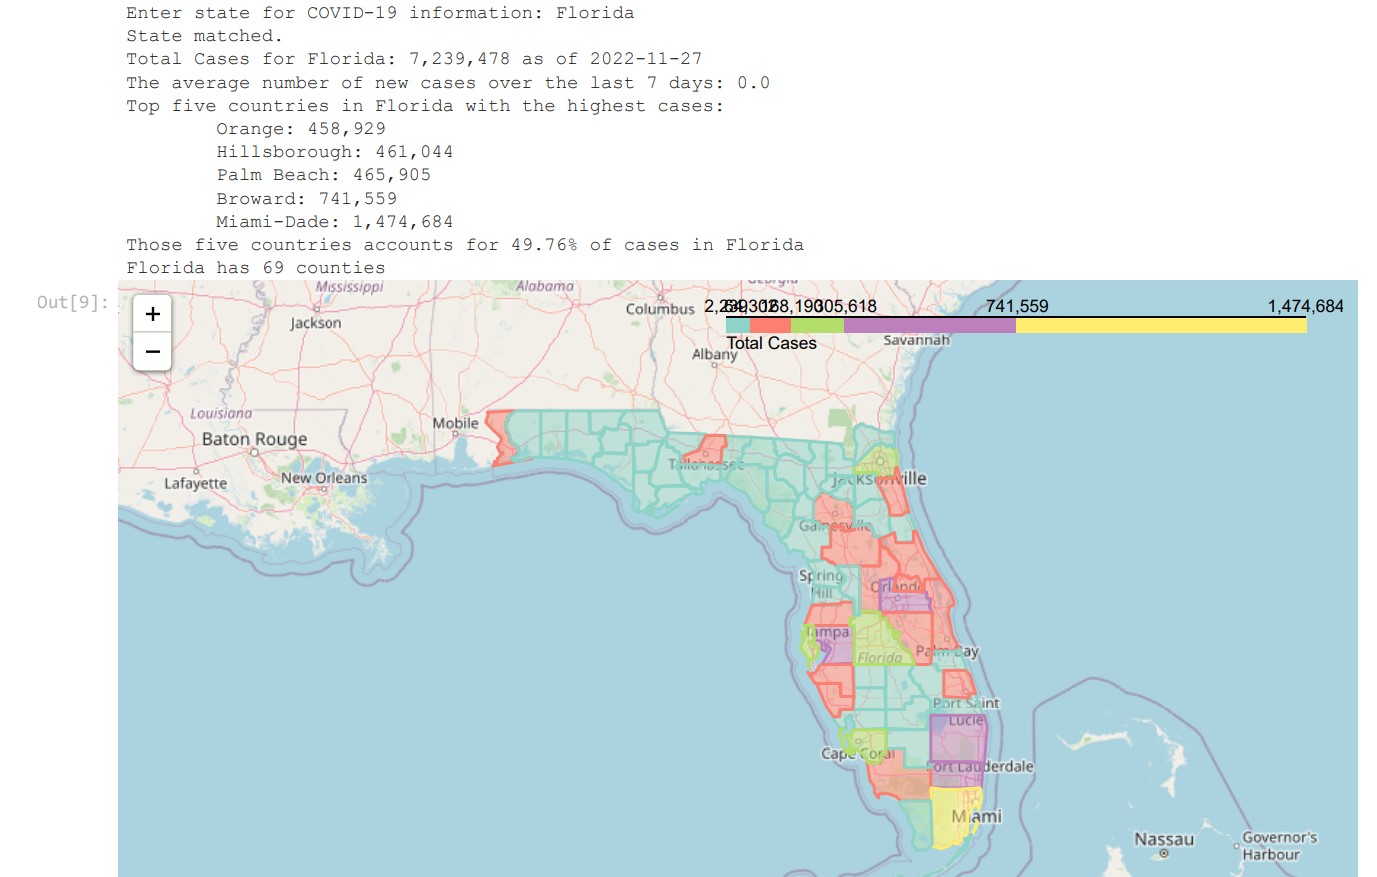 Enter state for COVID-19 information: Florida
State matched.
Total Cases for Florida: 7,239,478 as of 2022-11-27
The average number of new cases over the last 7 days: 0.0
Top five countries in Florida with the highest cases:
Orange: 458,929
Hillsborough: 461,044
Palm Beach: 465,905
Broward: 741,559
Miami-Dade: 1,474,684
Those five countries accounts for 49.76% of cases in Florida
Florida has 69 counties
Out[9]:
+
−
Mississippi
Alabama
Georgia
Jackson
Columbus
305,618
741,559
1,474,684
Total Cases
Savannah
Albany
Louisiana
Mobile
Baton Rouge
Tallahassee
New Orleans
Lafayette
Jacksonville
Gainesville
Spring
Hill
Orlando
Tampa
Florida
Palm Bay
Port Saint
Lucie
Cape Coral
Fort Lauderdale
Miami
Nassau
Governor's
Harbour